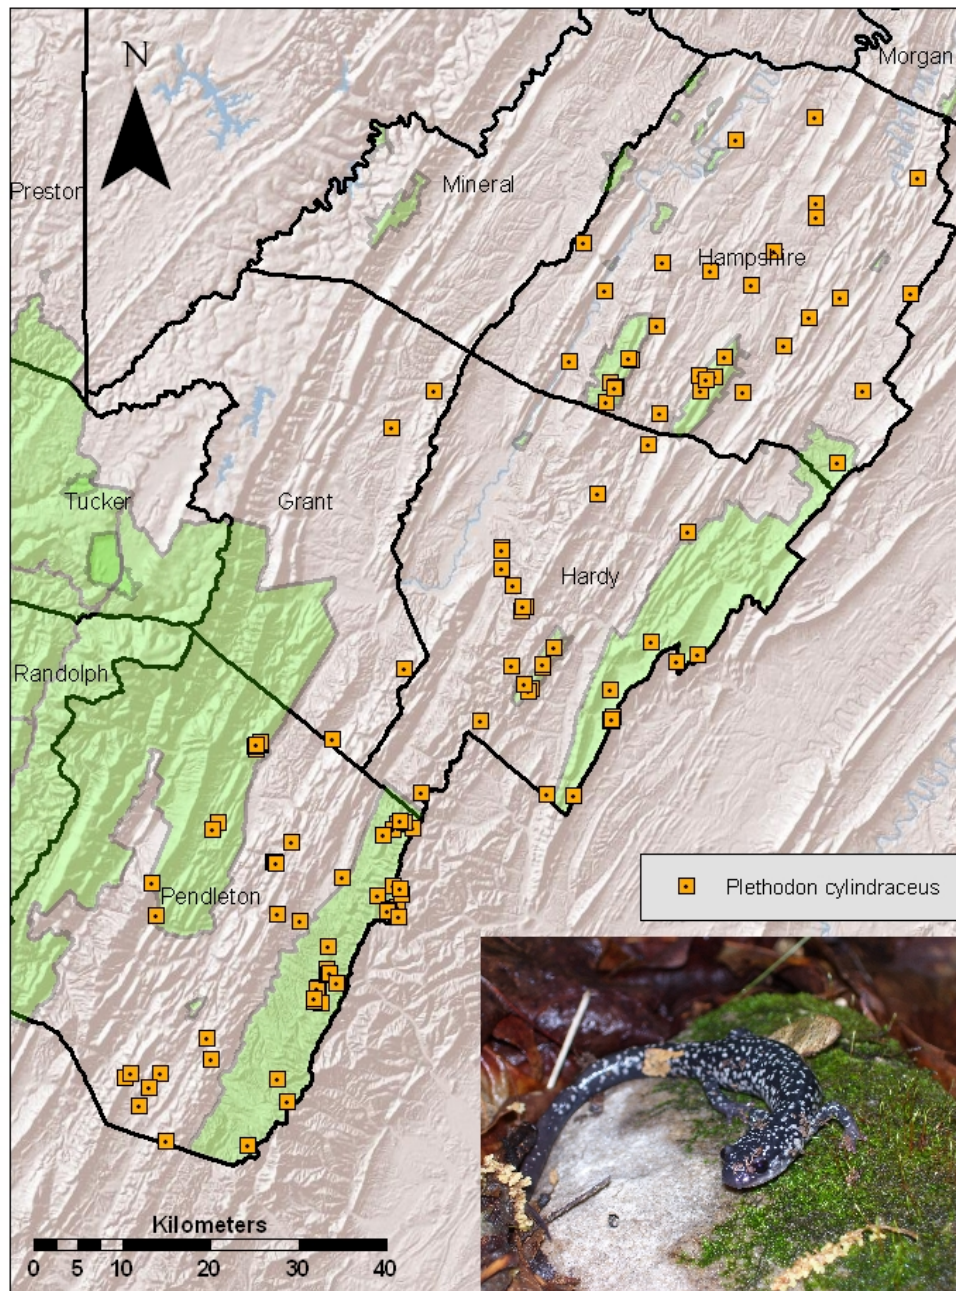 N
Morgan
Preston
Mineral
Hampshire
Tucker
Grant
Hardy
Randolph
Plethodon cylindraceus
Pendleton
Kilometers
0 5 10 20 30 40